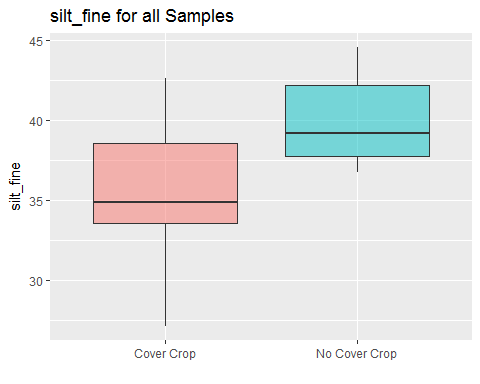 silt_fine for all Samples
silt_fine
45
40
35
30
Cover Crop
No Cover Crop